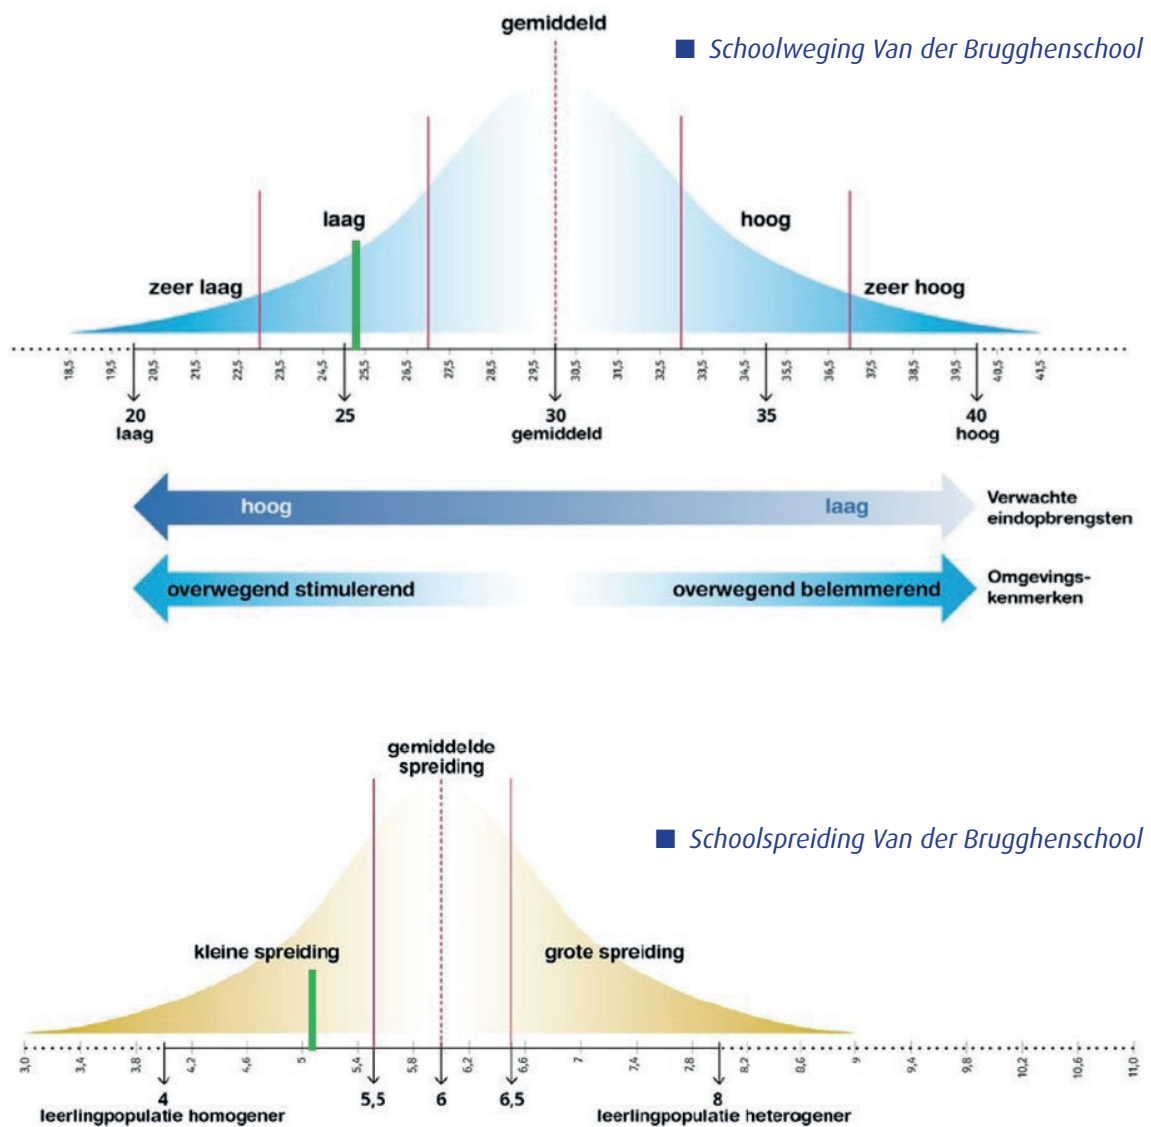 gemiddeld
Schoolweging Van der Brugghenschool
laag
hoog
zeer laag
zeer hoog
18,5 19,5 20,5 21,5 22,5 23,5 24,5 25,5 26,5 27,5 28,5 29,5 30,5 31,5 32,5 33,5 34,5 35,5 36,5 37,5 38,5 39,5 40,5 41,5
20 25 30 35 40
laag gemiddeld hoog
hoog laag
Verwachte
eindopbrengsten
overwegend stimulerend overwegend belemmerend
Omgevings-
kenmerken
gemiddelde
spreiding
Schoolspreiding Van der Brugghenschool
kleine spreiding grote spreiding
3,0 3,4 3,8 4,2 4,6 5 5,4 5,8 6,2 6,6 7 7,4 7,8 8,2 8,6 9 9,4 9,8 10,2 10,6 11,0
4 5,5 6 6,5 8
leerlingpopulatie homogener leerlingpopulatie heterogener